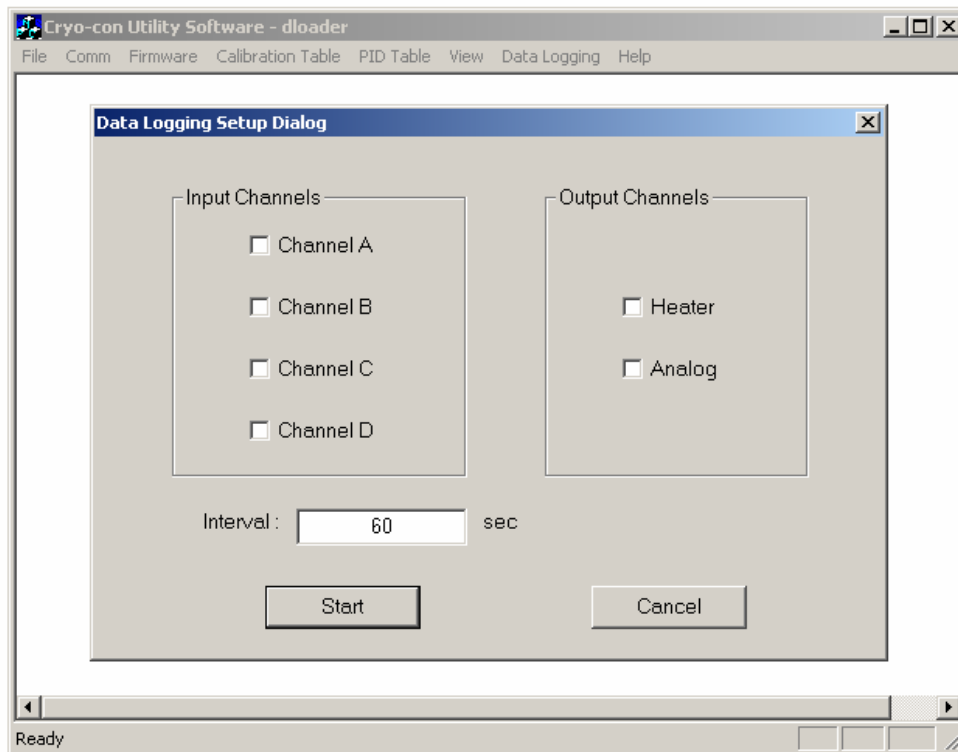 Cryo-con Utility Software - dloader
File Comm Firmware Calibration Table PID Table View Data Logging Help
Data Logging Setup Dialog
Input Channels
Channel A
Channel B
Channel C
Channel D
Output Channels
Heater
Analog
Interval : 60 sec
Start Cancel
Ready